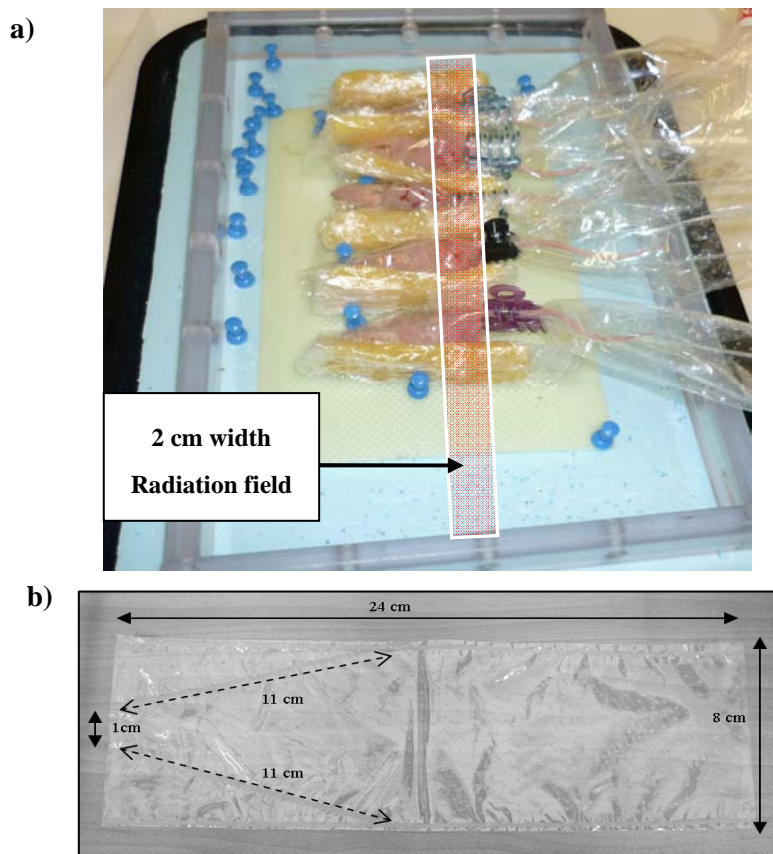 a)
2 cm width
Radiation field
b)
24 cm
11 cm
1cm
8 cm
11 cm